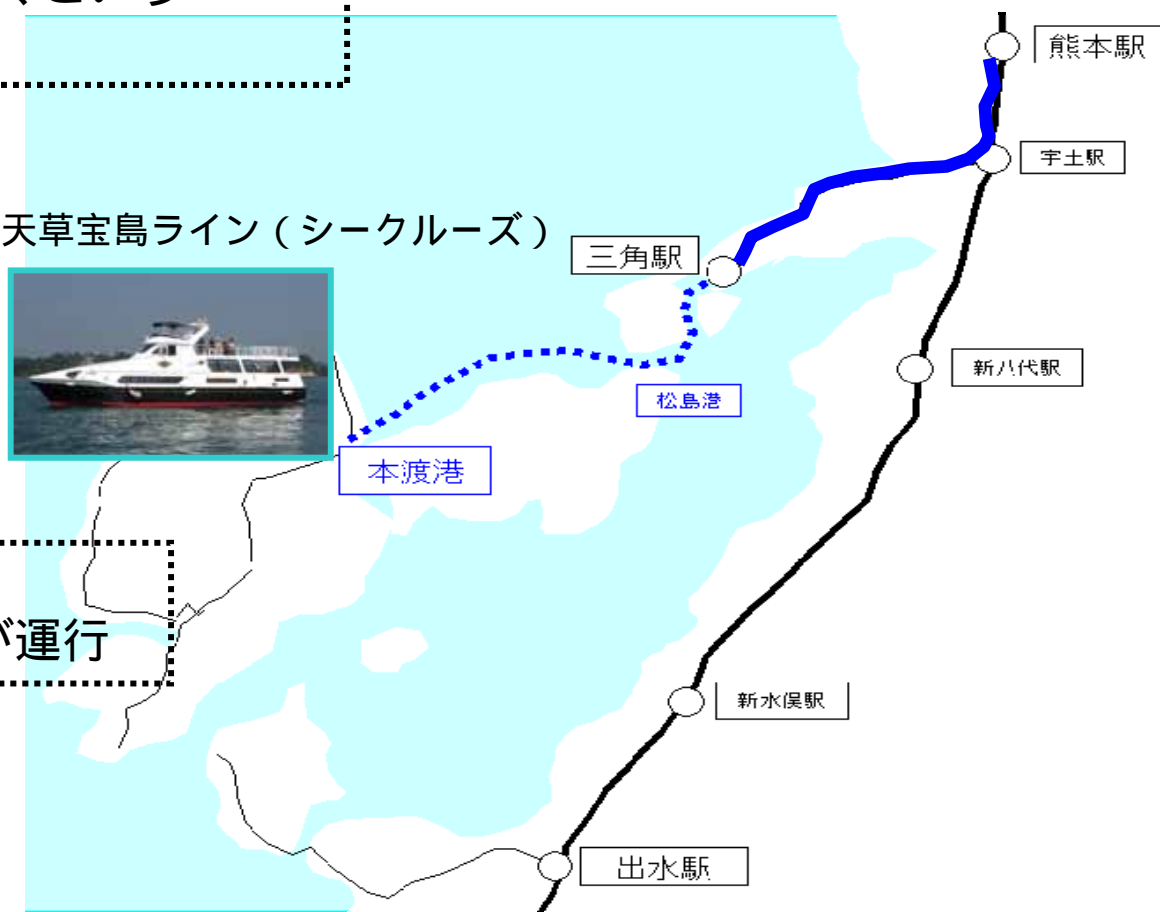 熊本駅
宇土駅
天草宝島ライン（シークルーズ）
三角駅
新八代駅
松島港
本渡港
が運行
新水俣駅
出水駅